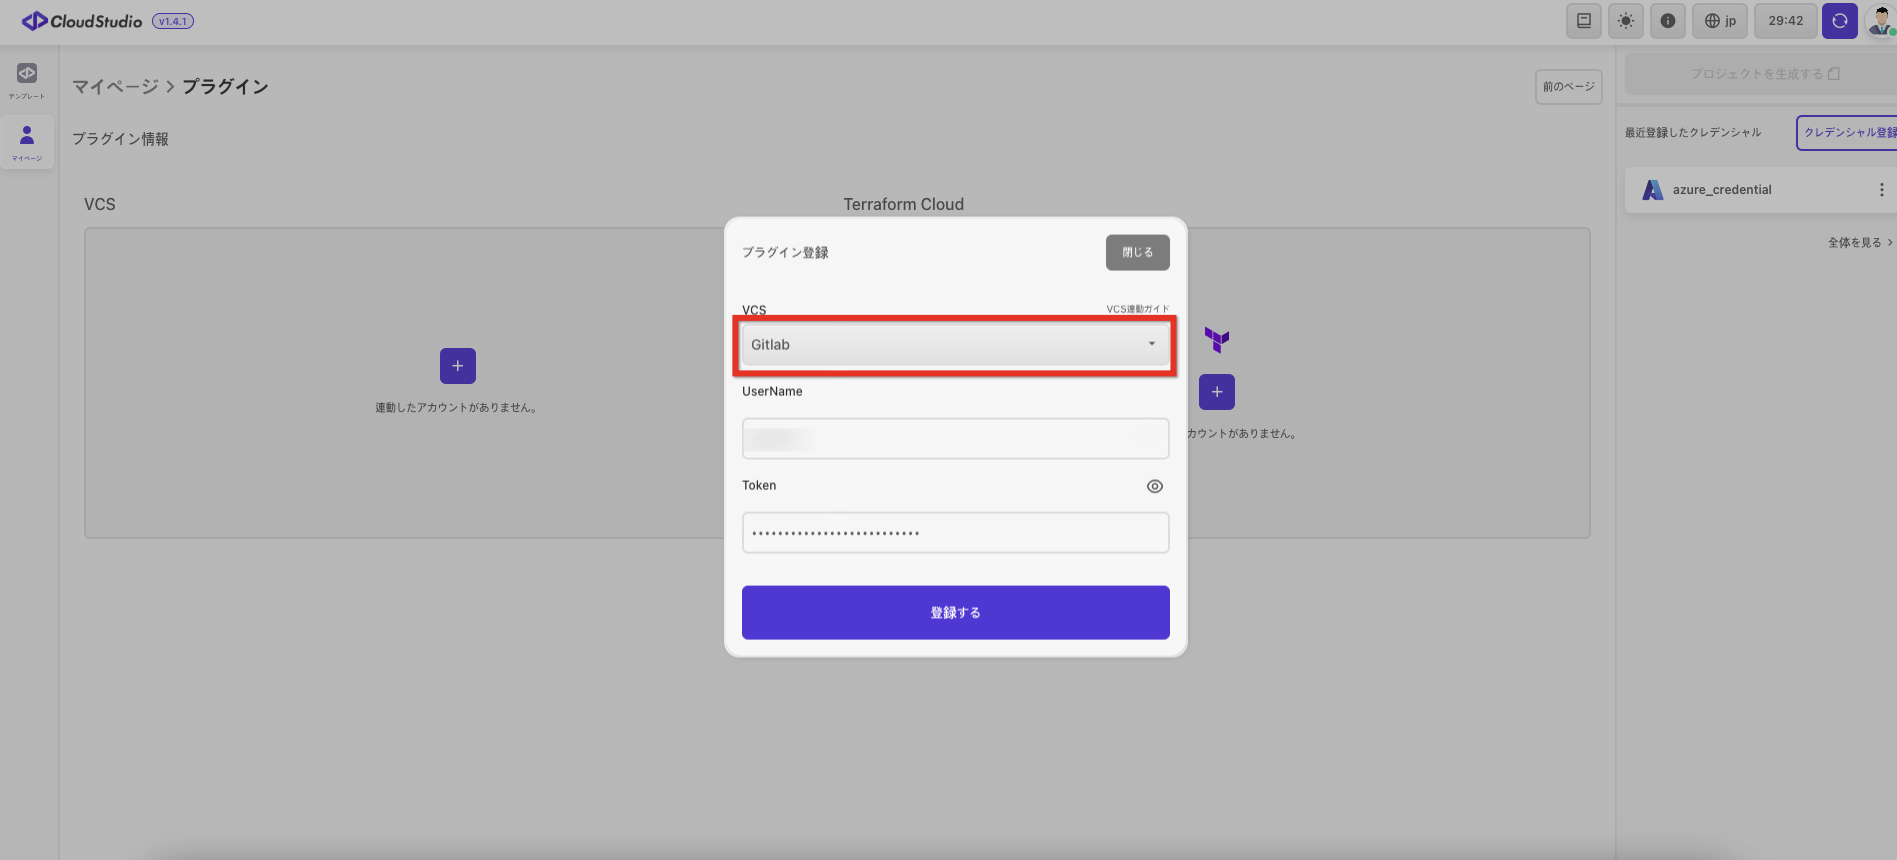 CloudStudio v1.4.1
jp
29:42
テンプレート
マイページ
マイページ > プラグイン
前のページ
プラグイン情報
VCS
連動したアカウントがありません。
Terraform Cloud
カウントがありません。
プラグイン登録
閉じる
VCS
VCS連動ガイド
Gitlab
UserName
Token
登録する
プロジェクトを生成する
最近登録したクレデンシャル
クレデンシャル登録
azure_credential
全体を見る >